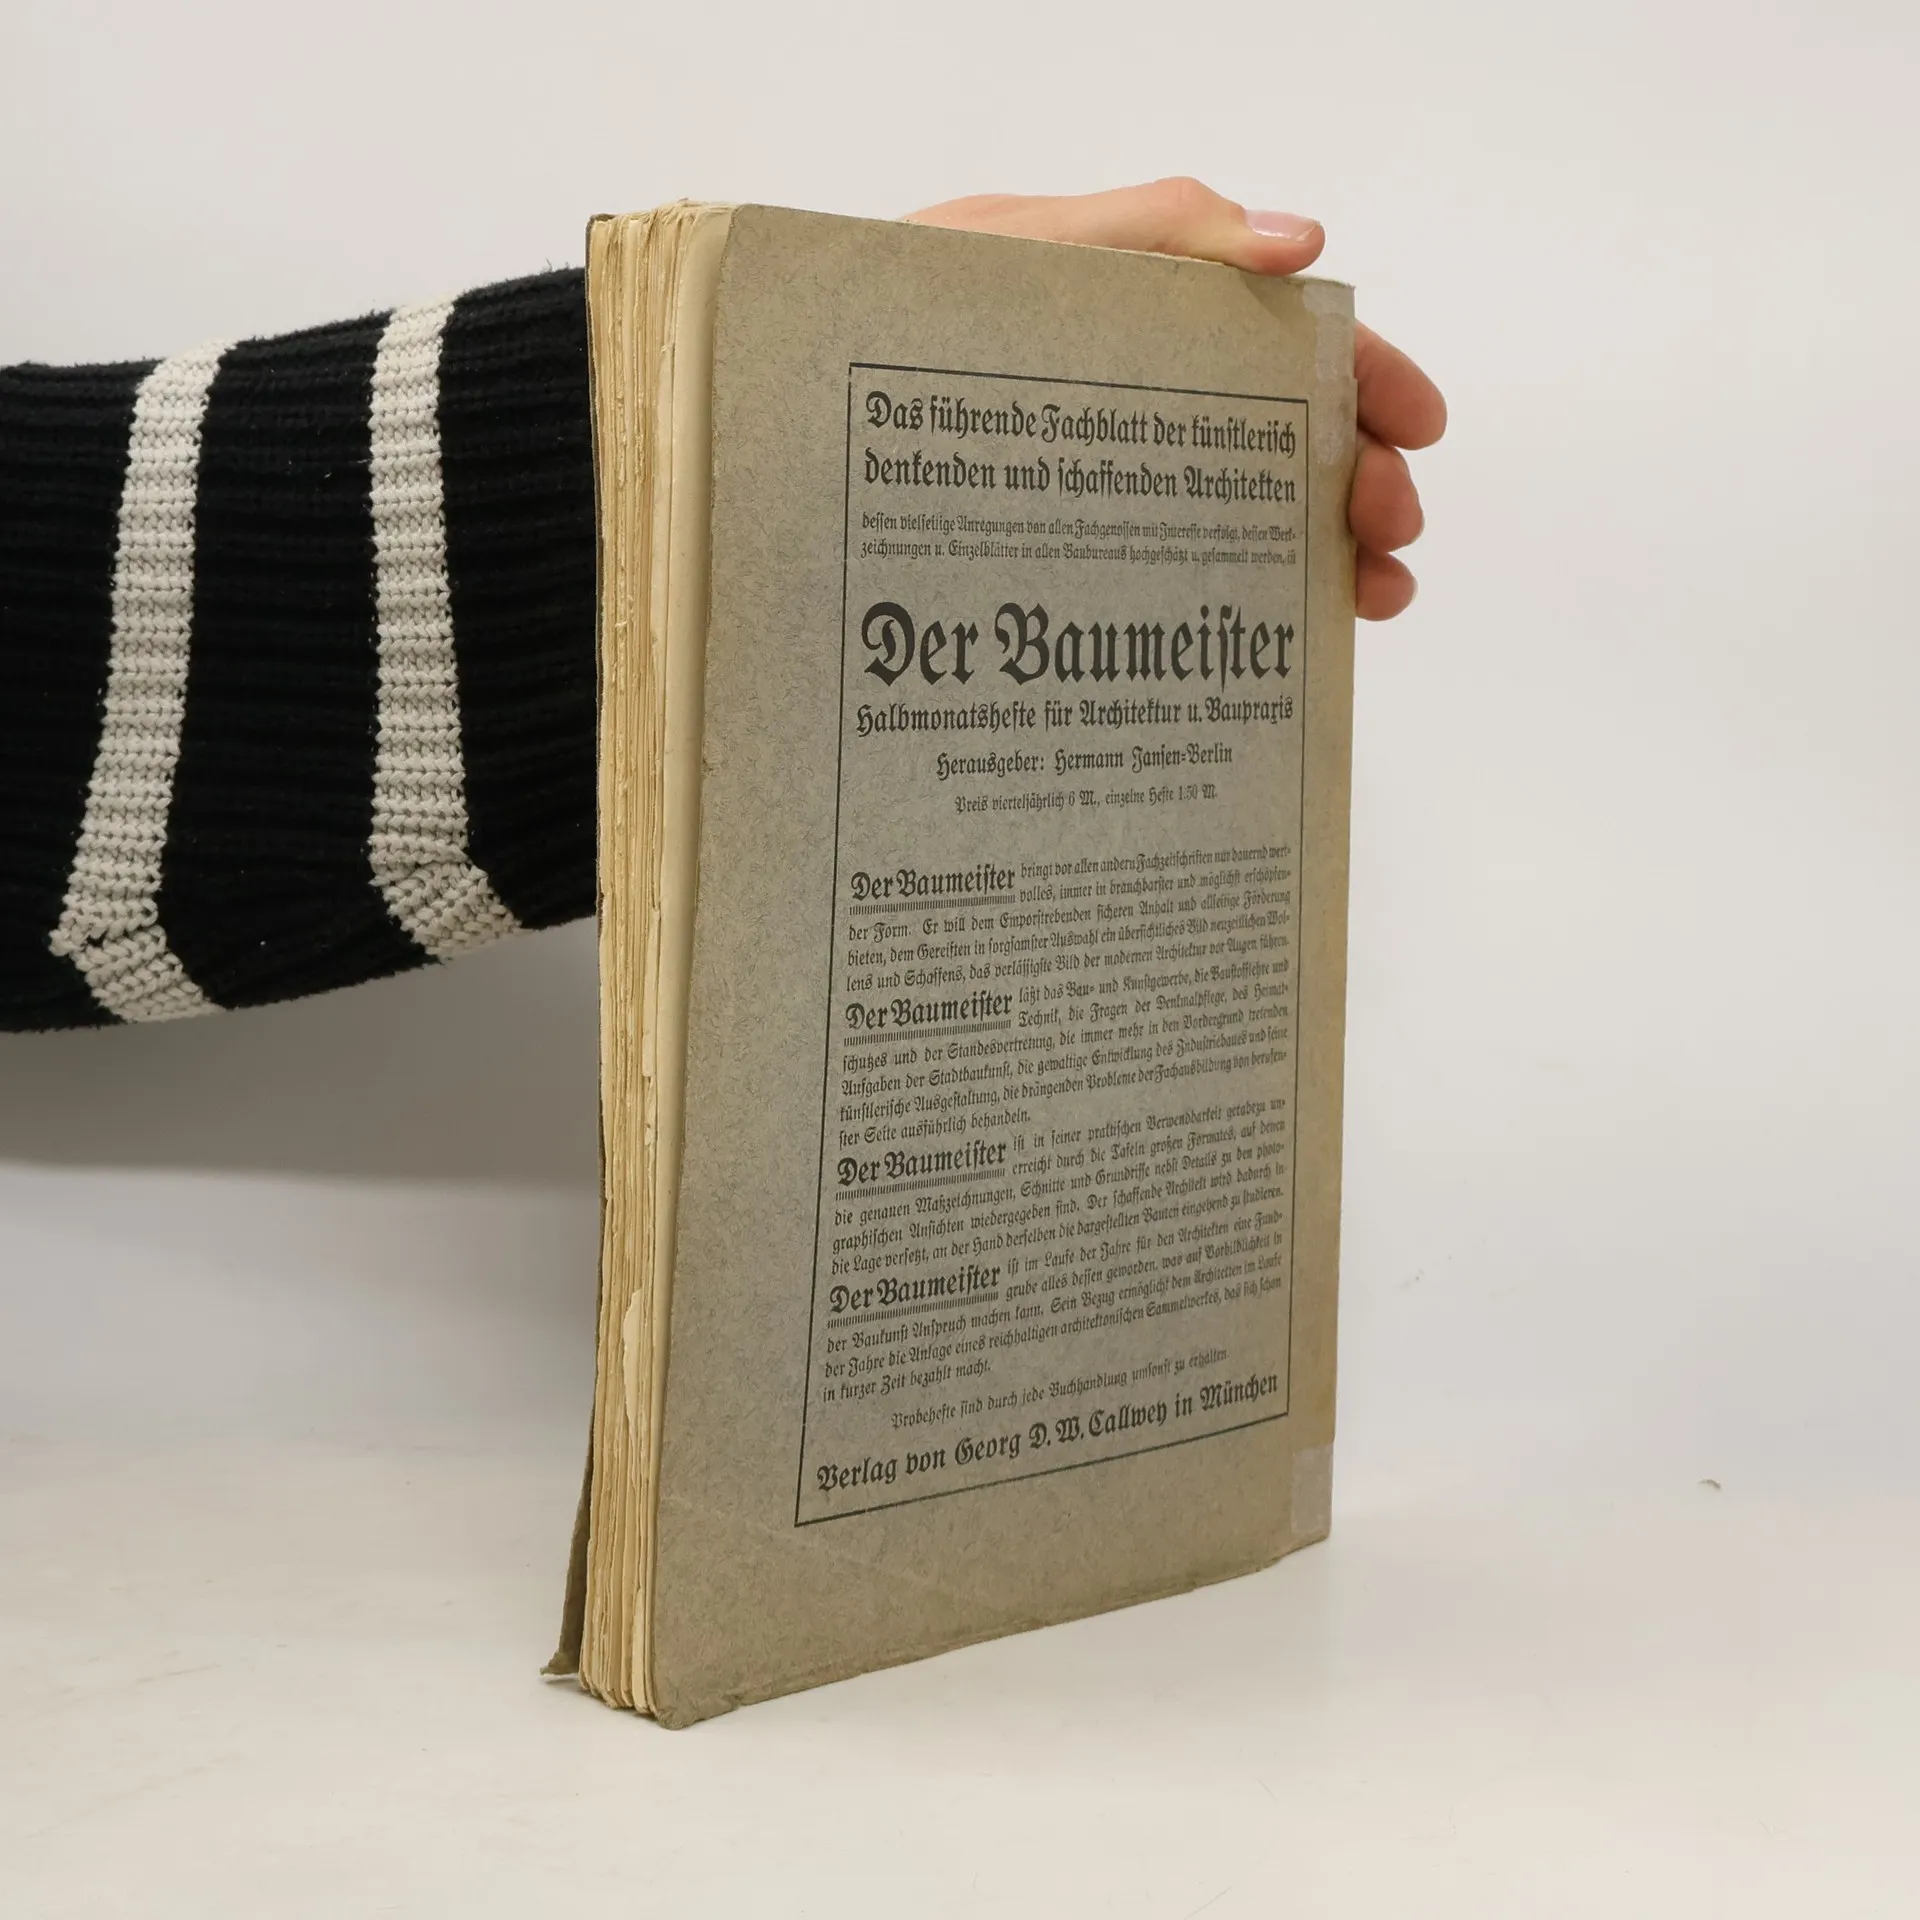 Das führende Fachblatt der künstlerisch
denkenden und schaffenden Architekten
dessen vielseitige Anregungen von allen Fachgenossen mit Interesse verfolgt, dessen Werk-
zeichnungen u. Einzelblätter in allen Baubureaus hochgeschätzt u. gesammelt werden, ist
Der Baumeister
Halbmonatshefte für Architektur u. Baupraxis
Herausgeber: Hermann Jansen-Berlin
Preis vierteljährlich 6 M., einzelne Hefte 1.50 M.
Der Baumeister bringt vor allen andern Fachzeitschriften nur dauernd wert-
volles, immer in brauchbarster und möglichst erschöpfen-
der Form. Er will dem Emporstrebenden sicheren Anhalt und allseitige Förderung
bieten, dem Gereiften in sorgsamster Auswahl ein übersichtliches Bild neuzeitlichen Wol-
lens und Schaffens, das verlässigste Bild der modernen Architektur vor Augen führen.
Der Baumeister läßt das Bau- und Kunstgewerbe, die Baustofflehre und
Technik, die Fragen der Denkmalpflege, des Heimat-
schutzes und der Standesvertretung, die immer mehr in den Vordergrund tretenden
Aufgaben der Stadtbaukunst, die gewaltige Entwicklung des Industriebaues und seine
künstlerische Ausgestaltung, die drängenden Probleme der Fachausbildung von berufen-
ster Seite ausführlich behandeln.
Der Baumeister ist in seiner praktischen Verwendbarkeit geradezu un-
erreicht durch die Tafeln großen Formates, auf denen
die genauen Maßzeichnungen, Schnitte und Grundrisse nebst Details zu den photo-
graphischen Ansichten wiedergegeben sind. Der schaffende Architekt wird dadurch in
die Lage versetzt, an der Hand derselben die dargestellten Bauten eingehend zu studieren.
Der Baumeister ist im Laufe der Jahre für den Architekten eine Fund-
grube alles dessen geworden, was auf Vorbildlichkeit in
der Baukunst Anspruch machen kann. Sein Bezug ermöglicht dem Architekten im Laufe
der Jahre die Anlage eines reichhaltigen architektonischen Sammelwerkes, das sich schon
in kurzer Zeit bezahlt macht.
Probehefte sind durch jede Buchhandlung umsonst zu erhalten.
Verlag von Georg D. W. Callwey in München